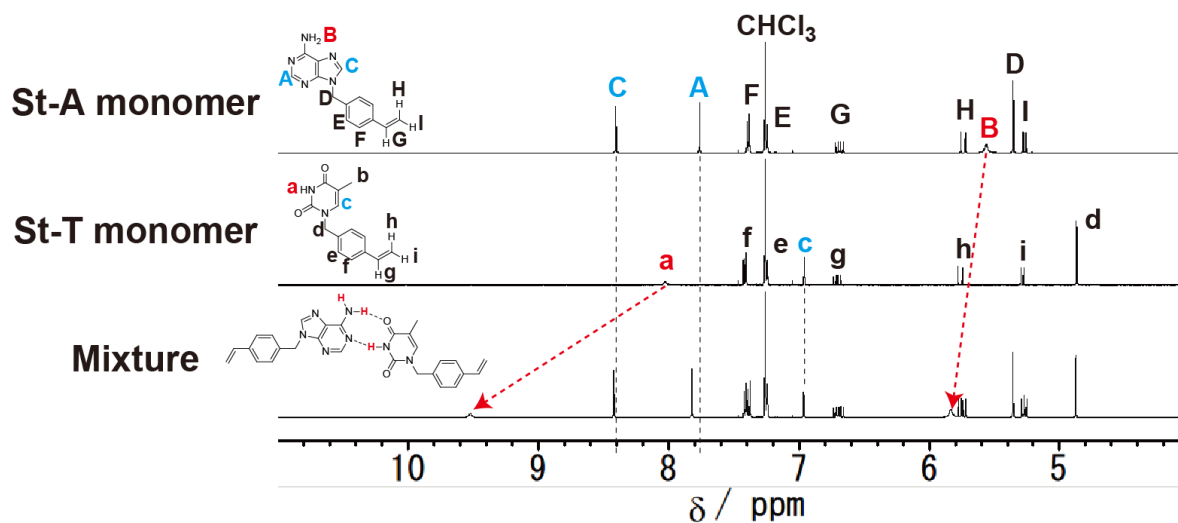 CHCl3
NH2 B
N N
A C
N N
H
D H
E I
F H G
St-A monomer
C A F E G H B D I
O b
a HN
c
O N
d h
H
e H i
f H g
St-T monomer
a f e c g h i d
H
N H O
N N
N N H N
N N
O
Mixture
10 9 8 7 6 5
δ / ppm